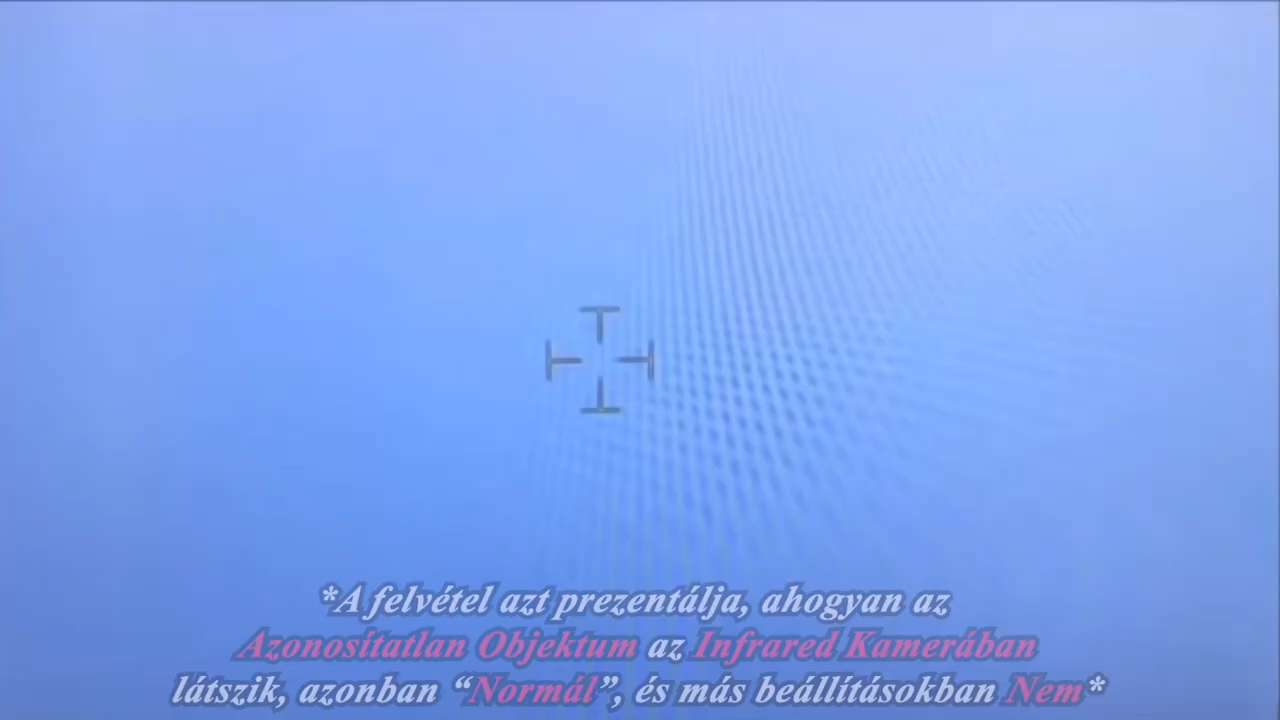 *A felvétel azt prezentálja, ahogyan az
Azonosítatlan Objektum az Infrared Kamerában
látszik, azonban “Normál”, és más beállításokban Nem*